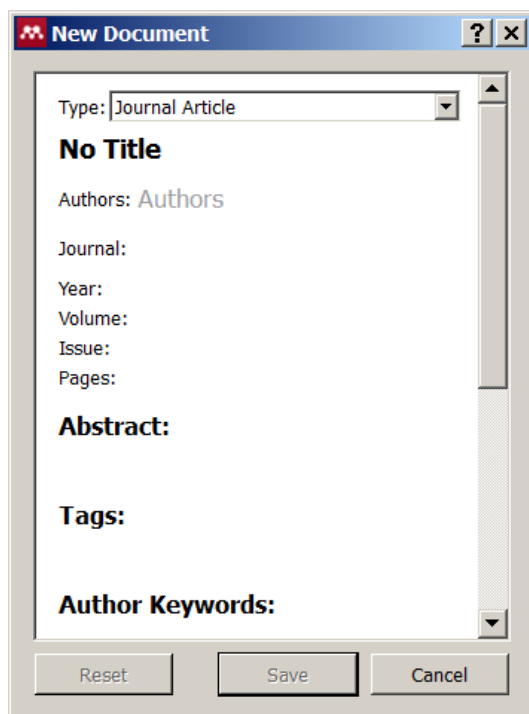 New Document
Type: Journal Article
No Title
Authors: Authors
Journal:
Year:
Volume:
Issue:
Pages:
Abstract:
Tags:
Author Keywords:
Reset Save Cancel